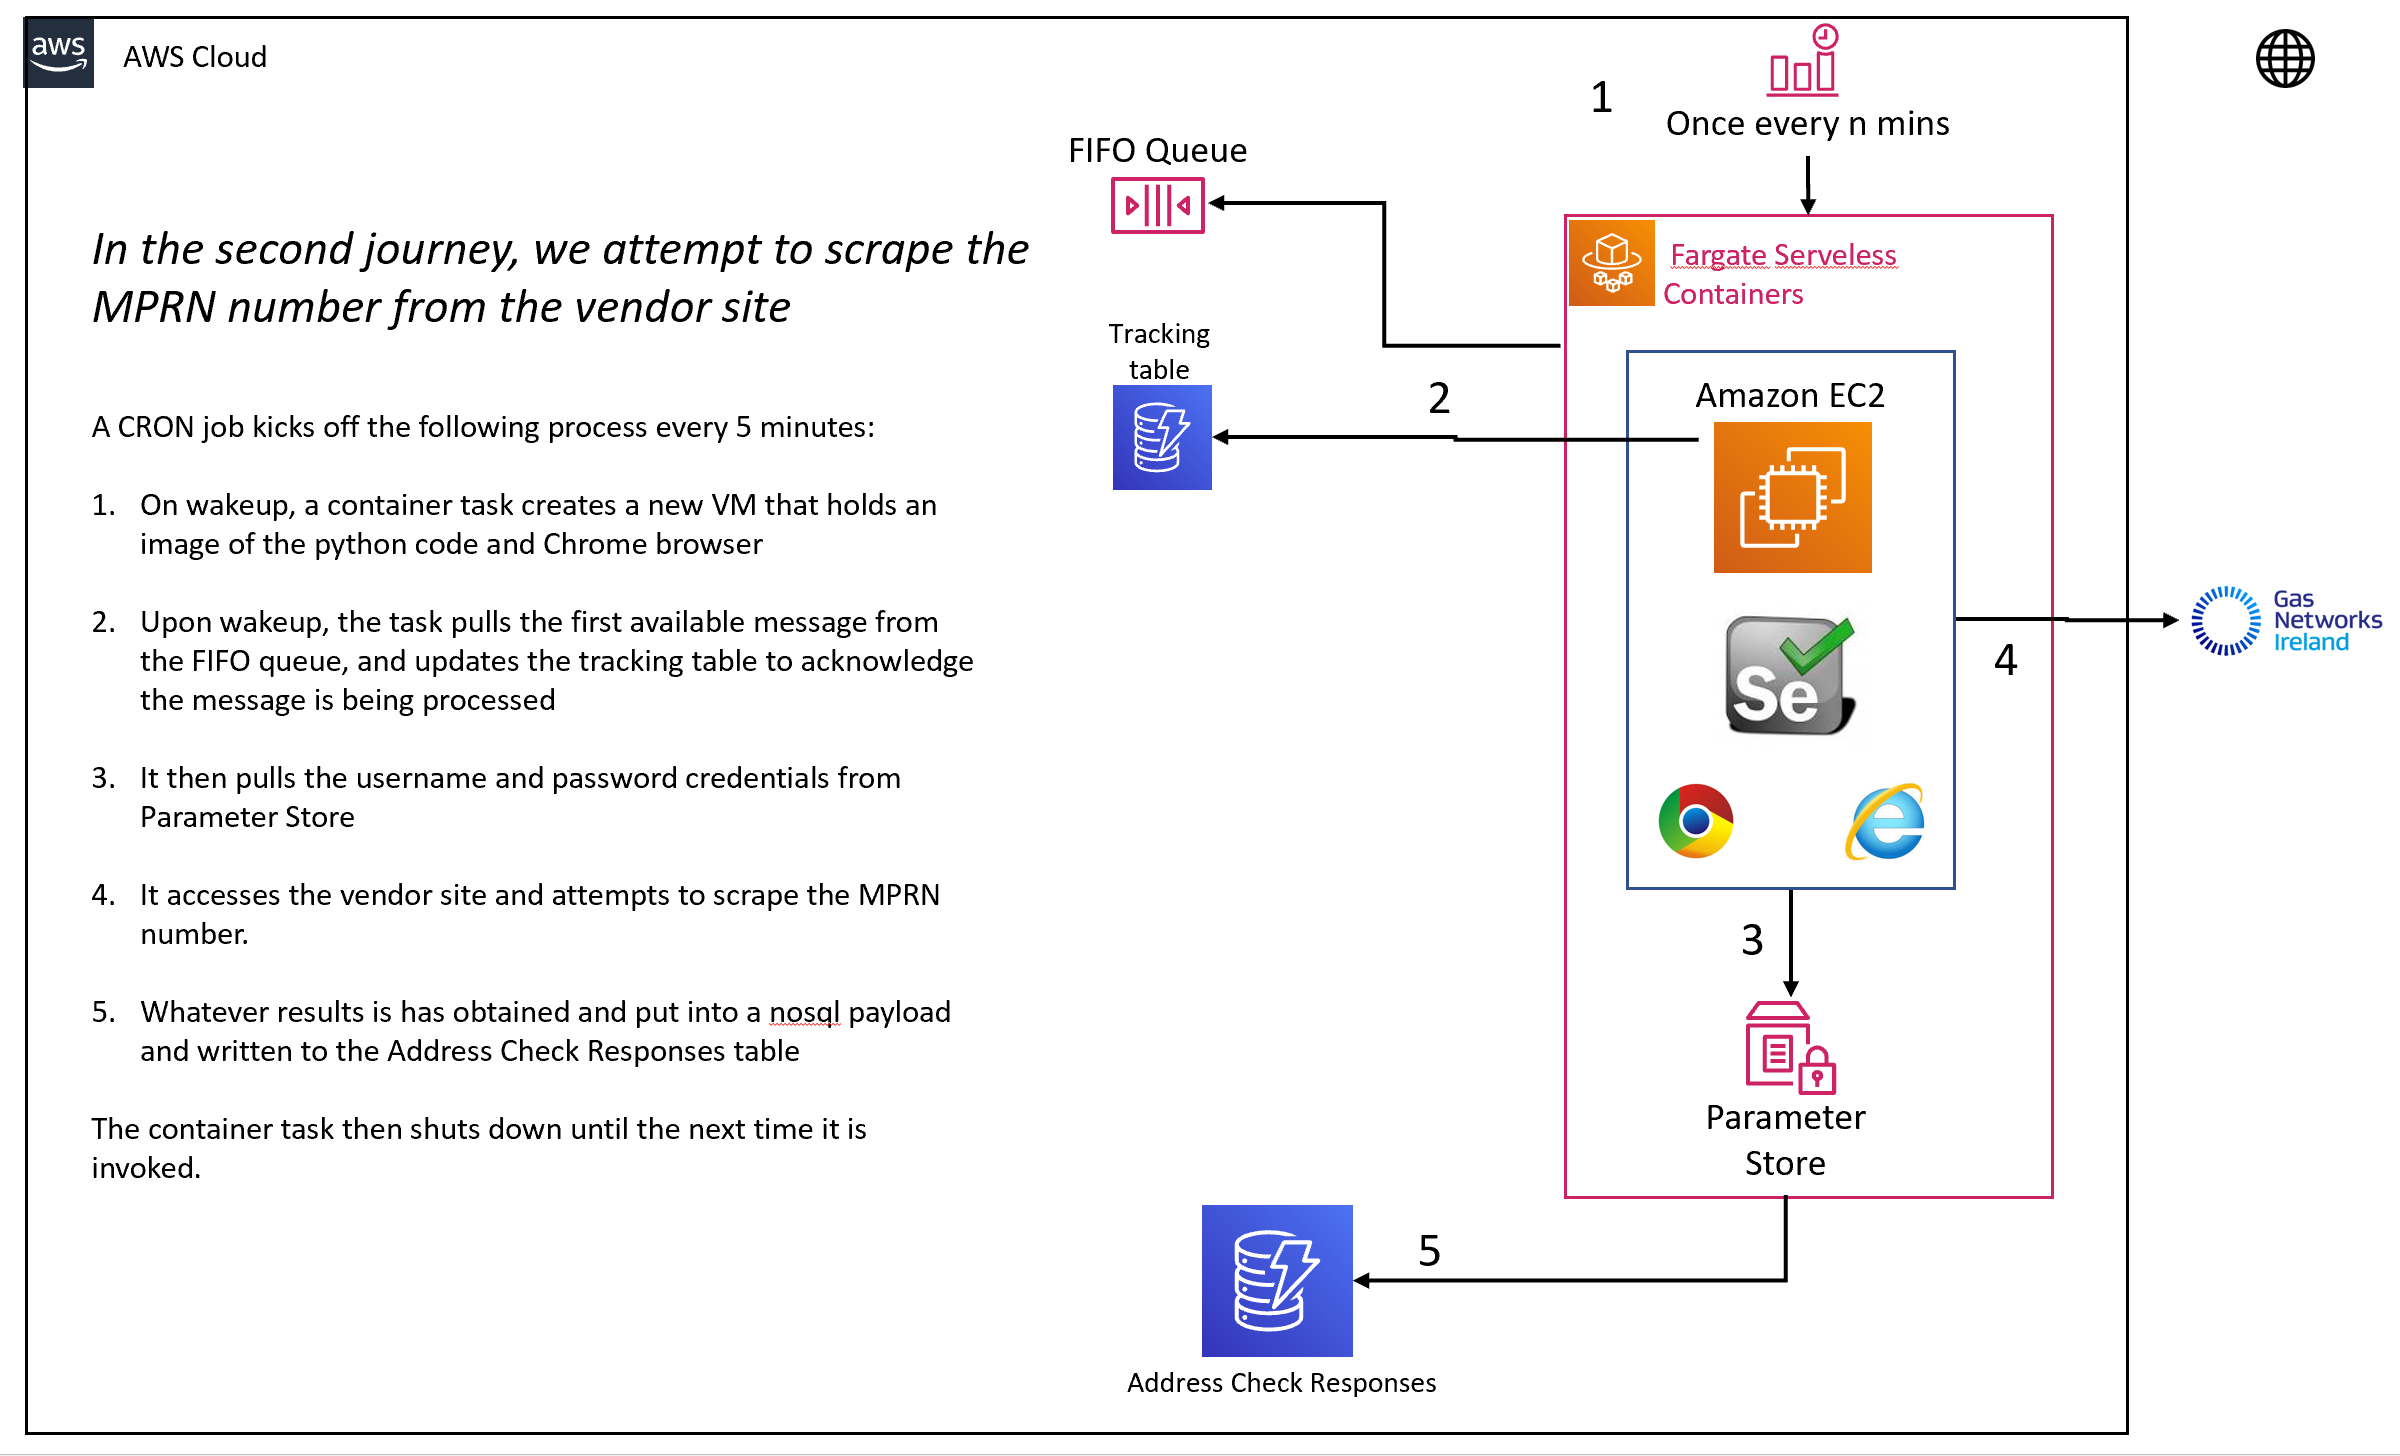 aws
AWS Cloud
In the second journey, we attempt to scrape the
MPRN number from the vendor site
A CRON job kicks off the following process every 5 minutes:
1. On wakeup, a container task creates a new VM that holds an
image of the python code and Chrome browser
2. Upon wakeup, the task pulls the first available message from
the FIFO queue, and updates the tracking table to acknowledge
the message is being processed
3. It then pulls the username and password credentials from
Parameter Store
4. It accesses the vendor site and attempts to scrape the MPRN
number.
5. Whatever results is has obtained and put into a nosql payload
and written to the Address Check Responses table
The container task then shuts down until the next time it is
invoked.
1
Once every n mins
FIFO Queue
Fargate Serveless
Containers
Tracking
table
2
Amazon EC2
Se
4
Gas
Networks
Ireland
3
Parameter
Store
5
Address Check Responses